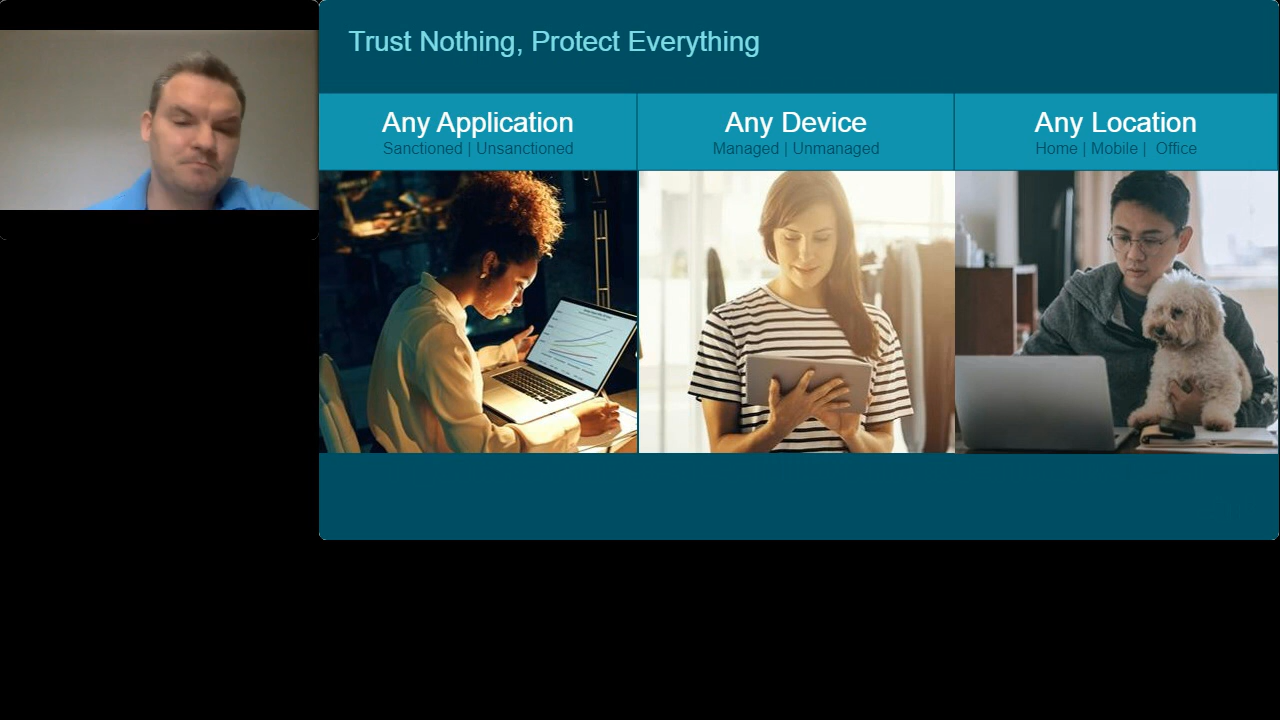 Trust Nothing, Protect Everything
Any Application
Sanctioned | Unsanctioned
Any Device
Managed | Unmanaged
Any Location
Home | Mobile | Office